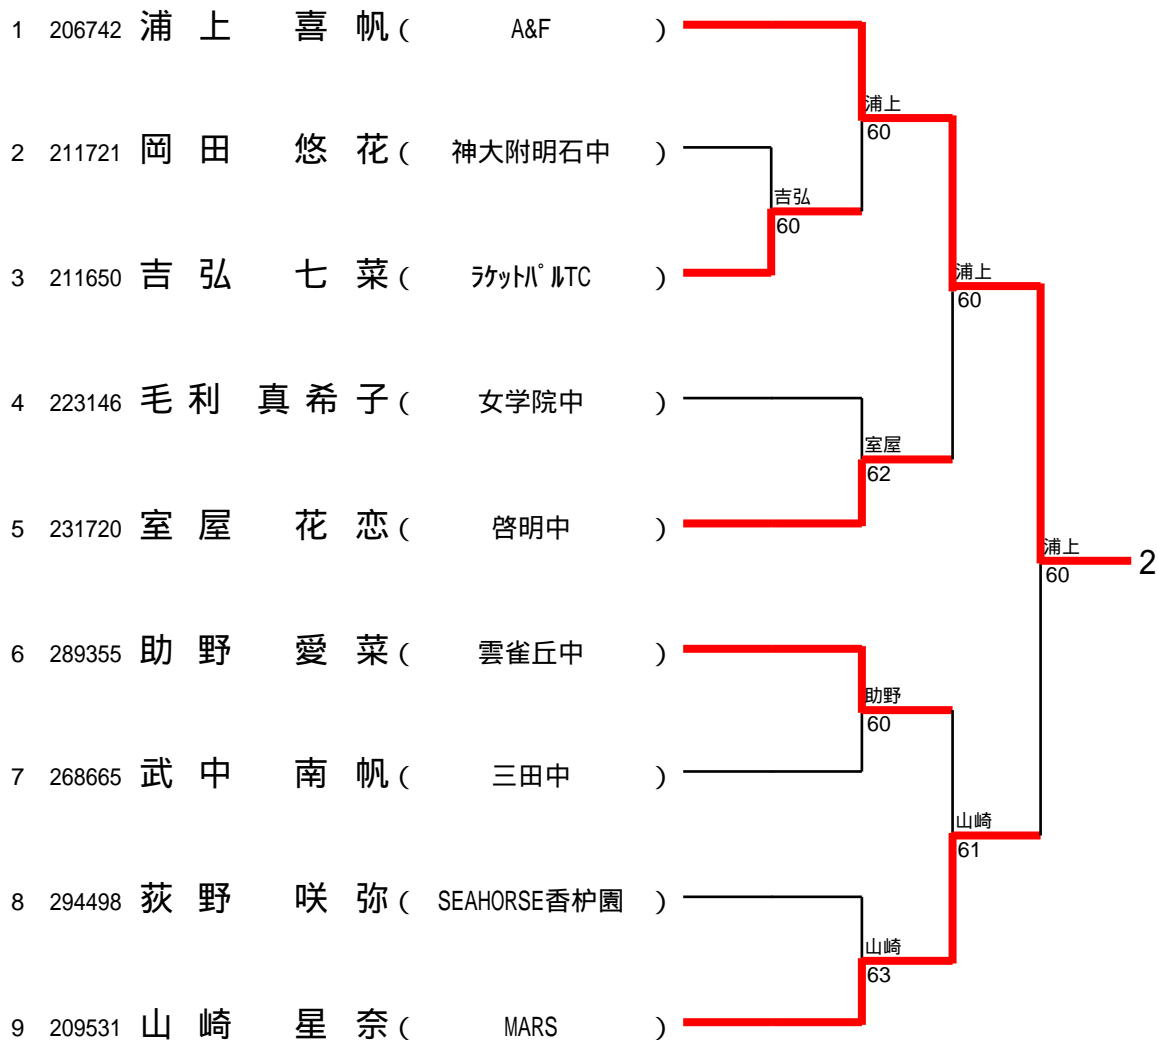 1 206742 浦上 喜帆 ( A&F )
浦上
60
2 211721 岡田 悠花 ( 神大附明石中 )
吉弘
60
3 211650 吉弘 七菜 ( ﾗｹｯﾄﾊﾟﾙTC )
浦上
60
4 223146 毛利 真希子 ( 女学院中 )
室屋
62
5 231720 室屋 花恋 ( 啓明中 )
浦上
60
2
6 289355 助野 愛菜 ( 雲雀丘中 )
助野
60
7 268665 武中 南帆 ( 三田中 )
山崎
61
8 294498 荻野 咲弥 ( SEAHORSE香枦園 )
山崎
63
9 209531 山崎 星奈 ( MARS )